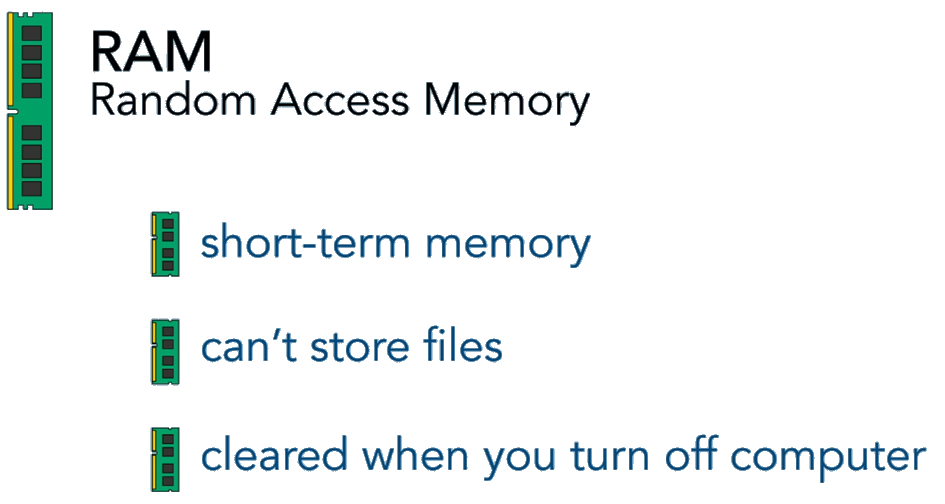 RAM
Random Access Memory
short-term memory
can't store files
cleared when you turn off computer